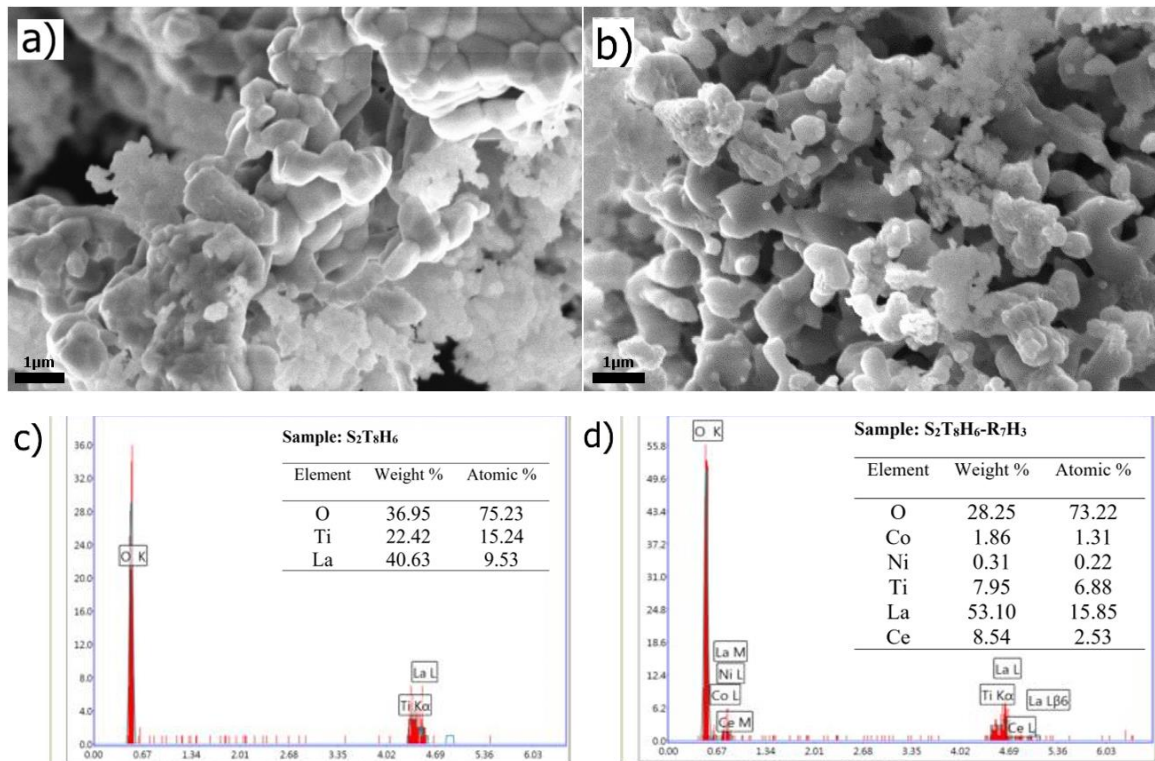 a)
1μm
b)
1μm
c)
Sample: S₂T₈H₆
Element Weight % Atomic %
O 36.95 75.23
Ti 22.42 15.24
La 40.63 9.53
36.0
32.0
28.0
24.0
20.0
16.0
12.0
8.0
4.0
0.0
O K
La L
Ti Kα
0.00 0.67 1.34 2.01 2.68 3.35 4.02 4.69 5.36 6.03
d)
Sample: S₂T₈H₆-R₇H₃
Element Weight % Atomic %
O 28.25 73.22
Co 1.86 1.31
Ni 0.31 0.22
Ti 7.95 6.88
La 53.10 15.85
Ce 8.54 2.53
55.8
49.6
43.4
37.2
31.0
24.8
18.6
12.4
6.2
0.0
O K
La M
Ni L
Co L
Ce M
La L
Ti Kα
La Lβ6
Ce L
0.00 0.67 1.34 2.01 2.68 3.35 4.02 4.69 5.36 6.03